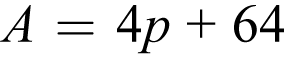 A = 4p + 64